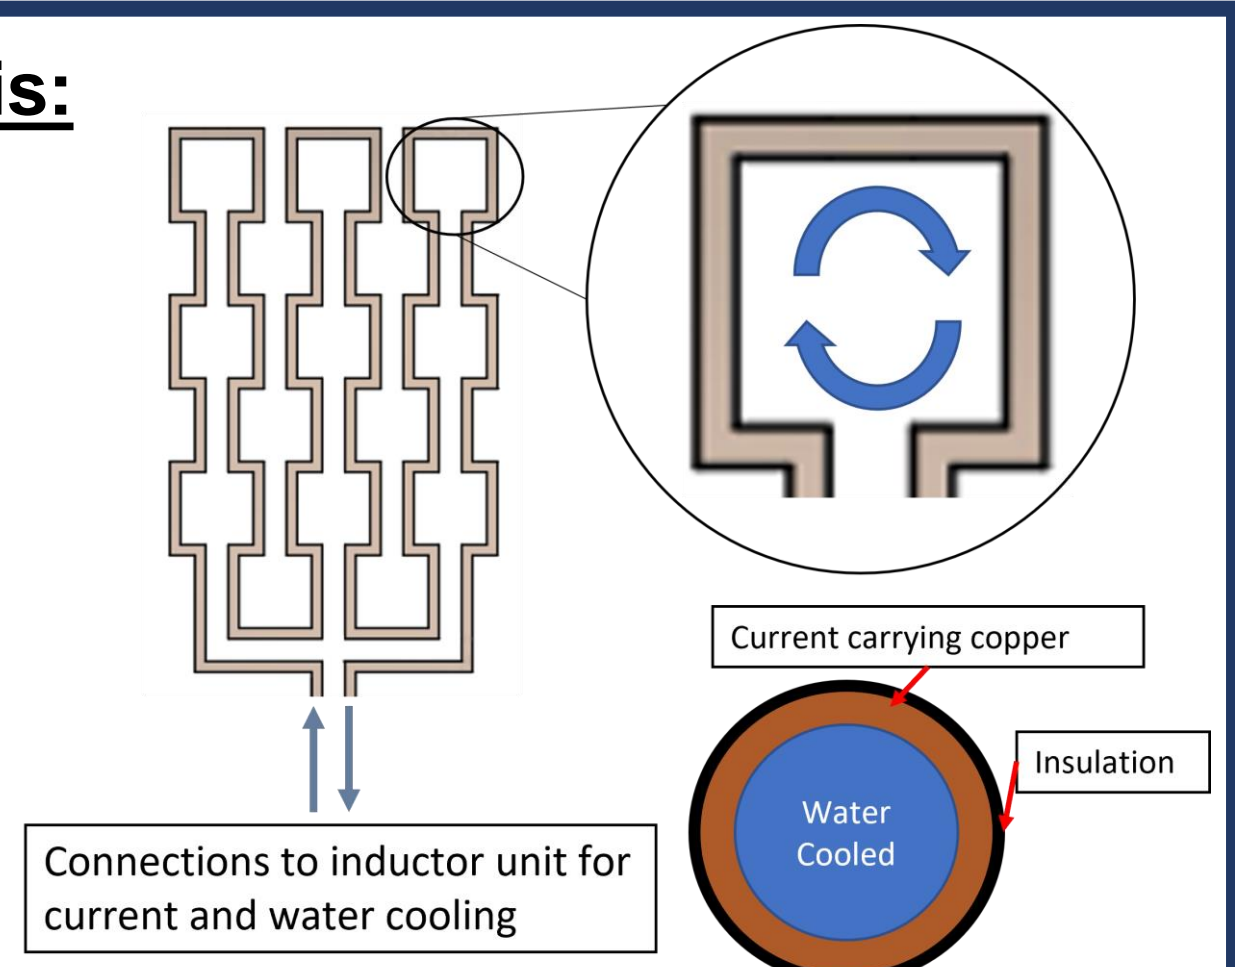 is:
Current carrying copper
Insulation
Water
Cooled
Connections to inductor unit for
current and water cooling